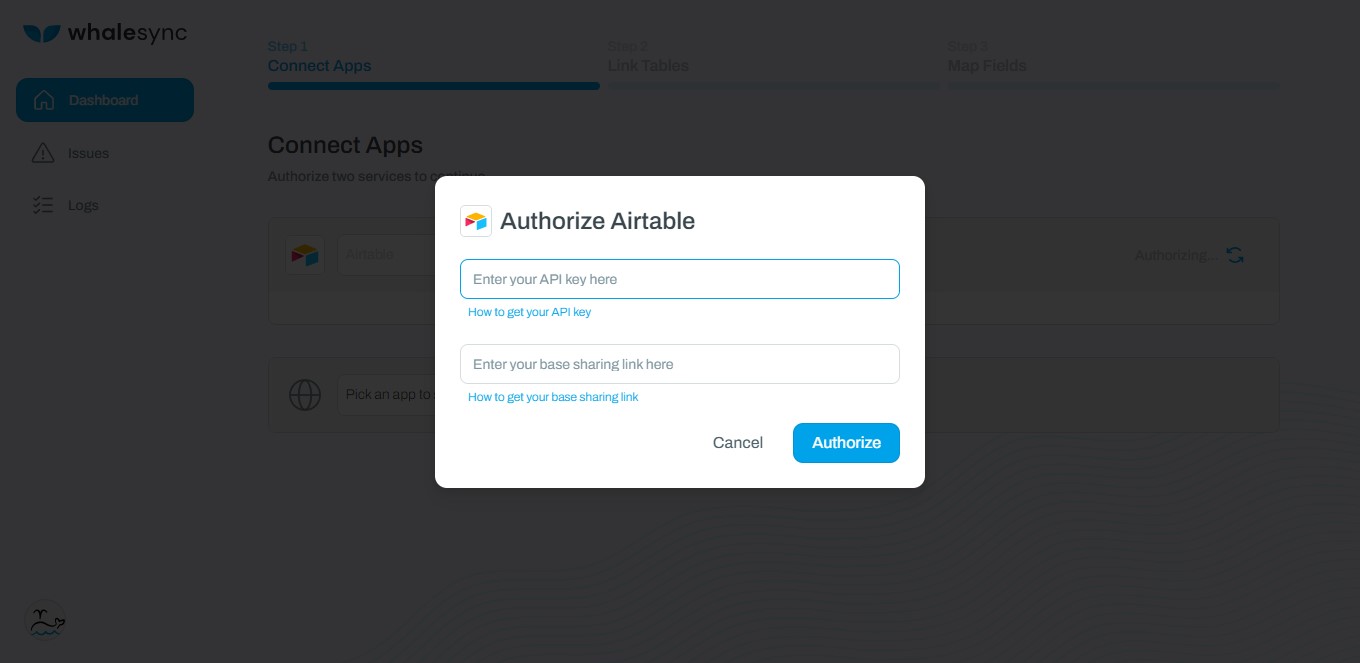 whalesync
Dashboard
Issues
Logs
Step 1
Connect Apps
Step 2
Link Tables
Step 3
Map Fields
Connect Apps
Authorize two services to continue
Airtable
Authorizing...
Pick an app to
Authorize Airtable
Enter your API key here
How to get your API key
Enter your base sharing link here
How to get your base sharing link
Cancel
Authorize